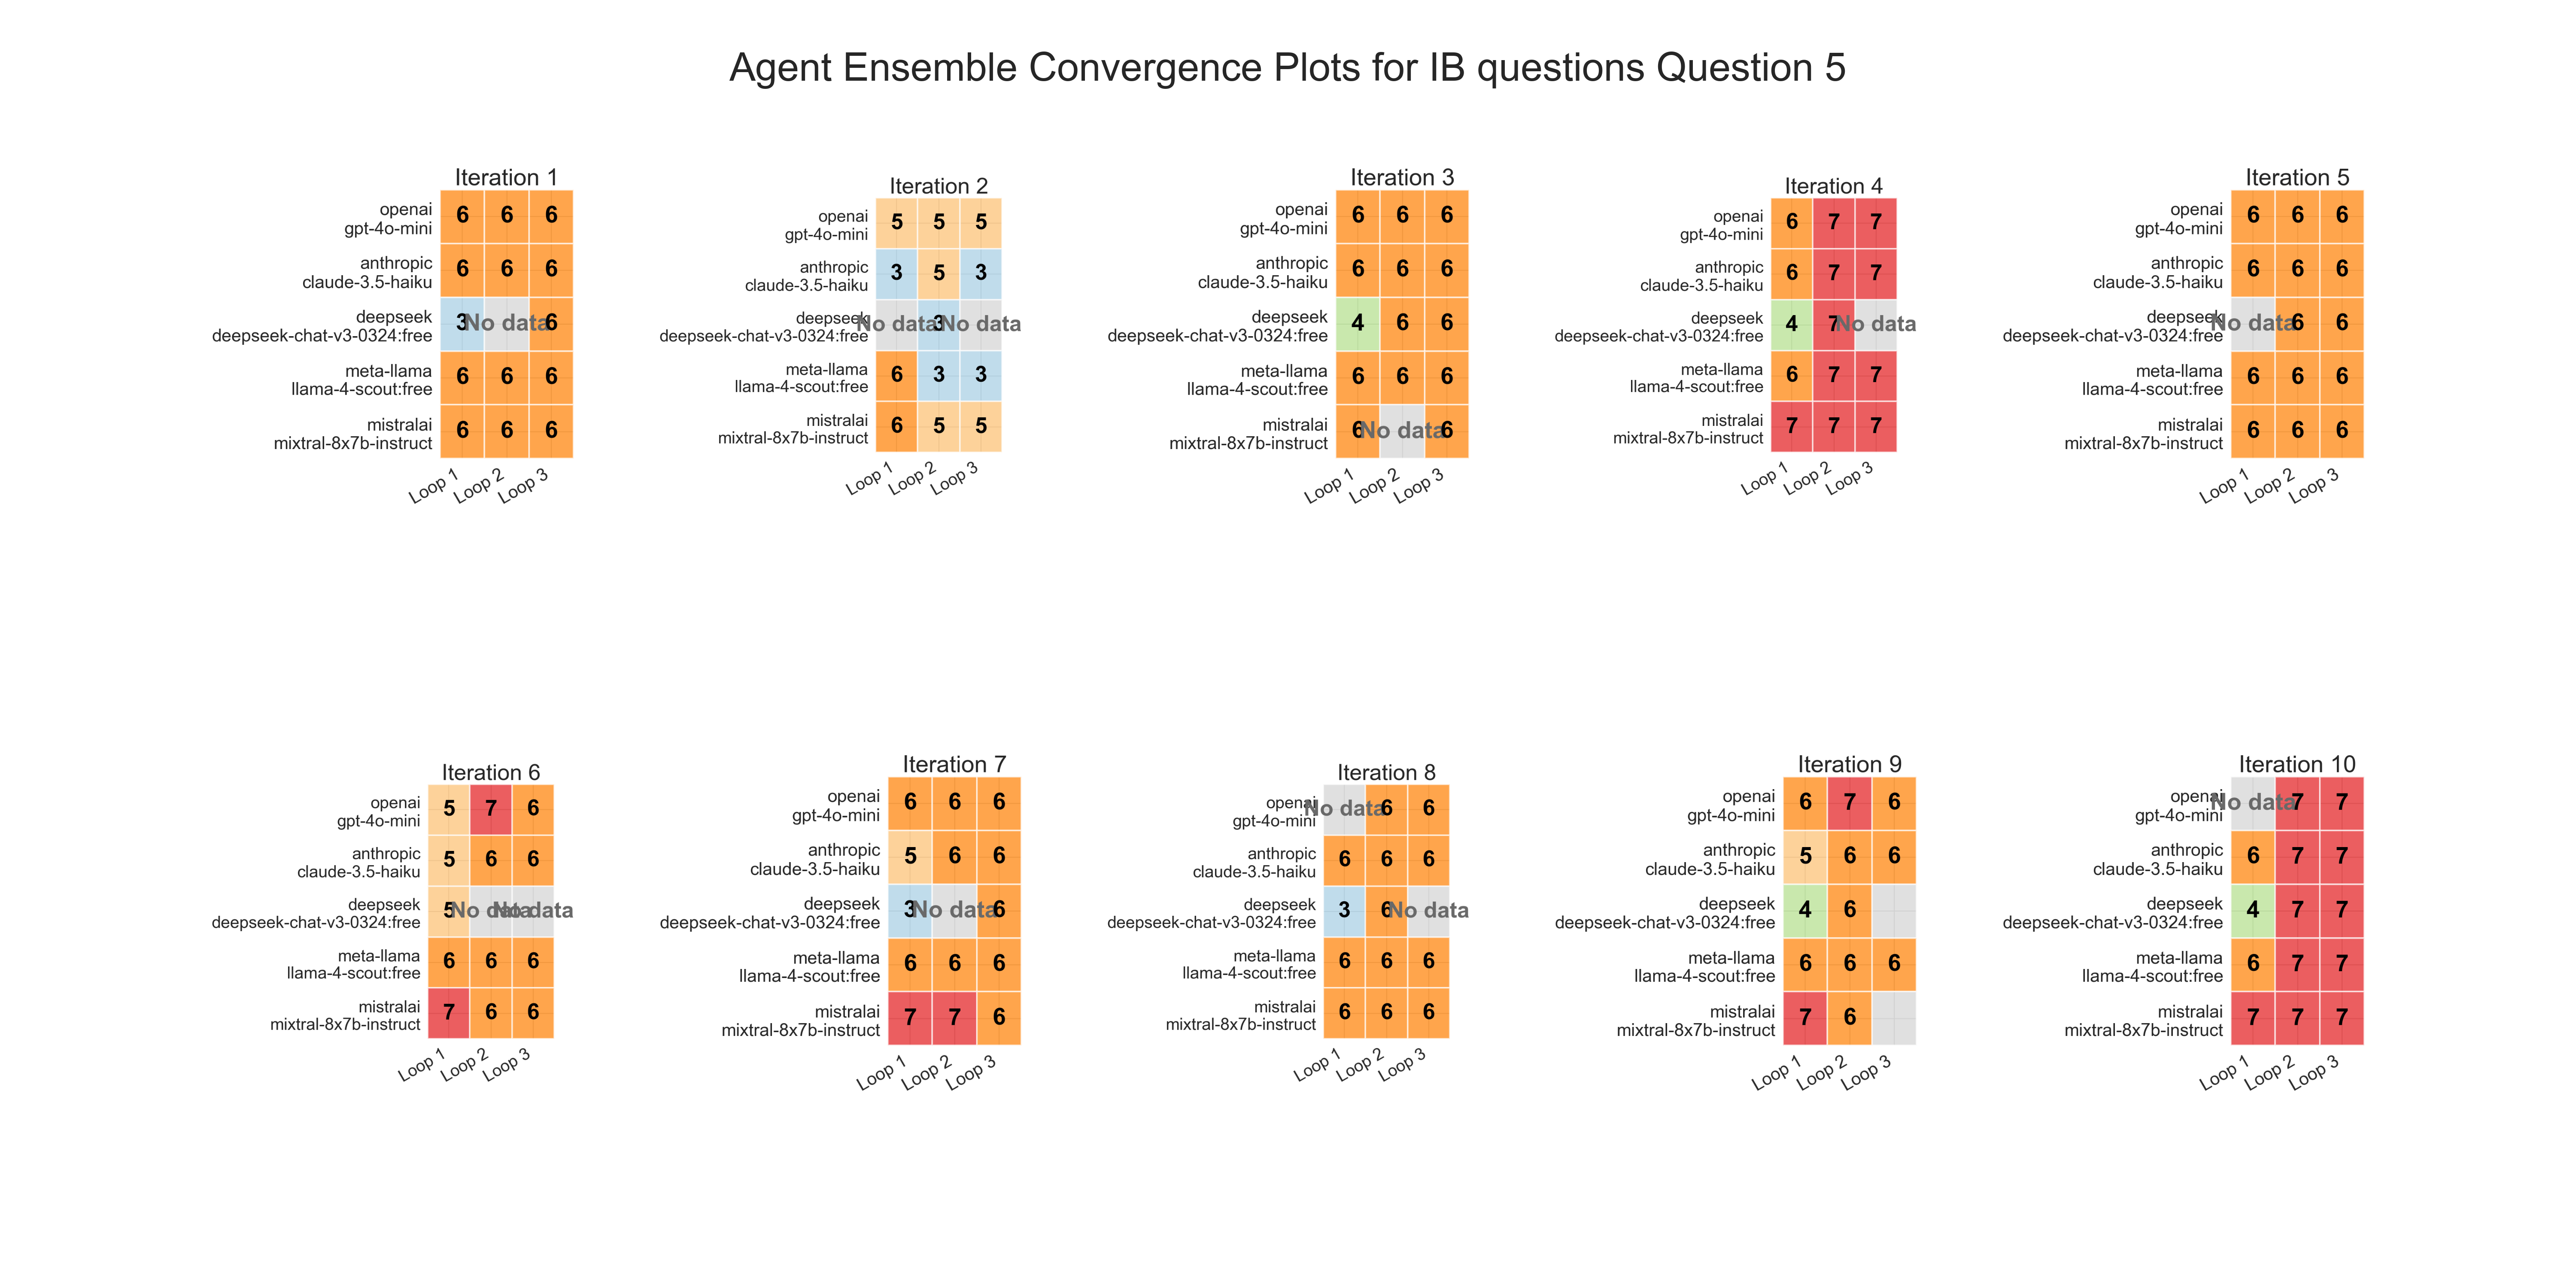 Agent Ensemble Convergence Plots for IB questions Question 5
Iteration 1
openai
gpt-4o-mini
6 6 6
anthropic
claude-3.5-haiku
6 6 6
deepseek
deepseek-chat-v3-0324:free
3 No data 6
meta-llama
llama-4-scout:free
6 6 6
mistralai
mixtral-8x7b-instruct
6 6 6
Loop 1 Loop 2 Loop 3
Iteration 2
openai
gpt-4o-mini
5 5 5
anthropic
claude-3.5-haiku
3 5 3
deepseek
deepseek-chat-v3-0324:free
No data 3 No data
meta-llama
llama-4-scout:free
6 3 3
mistralai
mixtral-8x7b-instruct
6 5 5
Loop 1 Loop 2 Loop 3
Iteration 3
openai
gpt-4o-mini
6 6 6
anthropic
claude-3.5-haiku
6 6 6
deepseek
deepseek-chat-v3-0324:free
4 6 6
meta-llama
llama-4-scout:free
6 6 6
mistralai
mixtral-8x7b-instruct
6 No data 6
Loop 1 Loop 2 Loop 3
Iteration 4
openai
gpt-4o-mini
6 7 7
anthropic
claude-3.5-haiku
6 7 7
deepseek
deepseek-chat-v3-0324:free
4 7 No data
meta-llama
llama-4-scout:free
6 7 7
mistralai
mixtral-8x7b-instruct
7 7 7
Loop 1 Loop 2 Loop 3
Iteration 5
openai
gpt-4o-mini
6 6 6
anthropic
claude-3.5-haiku
6 6 6
deepseek
deepseek-chat-v3-0324:free
No data 6 6
meta-llama
llama-4-scout:free
6 6 6
mistralai
mixtral-8x7b-instruct
6 6 6
Loop 1 Loop 2 Loop 3
Iteration 6
openai
gpt-4o-mini
5 7 6
anthropic
claude-3.5-haiku
5 6 6
deepseek
deepseek-chat-v3-0324:free
5 No data No data
meta-llama
llama-4-scout:free
6 6 6
mistralai
mixtral-8x7b-instruct
7 6 6
Loop 1 Loop 2 Loop 3
Iteration 7
openai
gpt-4o-mini
6 6 6
anthropic
claude-3.5-haiku
5 6 6
deepseek
deepseek-chat-v3-0324:free
3 No data 6
meta-llama
llama-4-scout:free
6 6 6
mistralai
mixtral-8x7b-instruct
7 7 6
Loop 1 Loop 2 Loop 3
Iteration 8
openai
gpt-4o-mini
No data 6 6
anthropic
claude-3.5-haiku
6 6 6
deepseek
deepseek-chat-v3-0324:free
3 6 No data
meta-llama
llama-4-scout:free
6 6 6
mistralai
mixtral-8x7b-instruct
6 6 6
Loop 1 Loop 2 Loop 3
Iteration 9
openai
gpt-4o-mini
6 7 6
anthropic
claude-3.5-haiku
5 6 6
deepseek
deepseek-chat-v3-0324:free
4 6
meta-llama
llama-4-scout:free
6 6 6
mistralai
mixtral-8x7b-instruct
7 6
Loop 1 Loop 2 Loop 3
Iteration 10
openai
gpt-4o-mini
No data 7 7
anthropic
claude-3.5-haiku
6 7 7
deepseek
deepseek-chat-v3-0324:free
4 7 7
meta-llama
llama-4-scout:free
6 7 7
mistralai
mixtral-8x7b-instruct
7 7 7
Loop 1 Loop 2 Loop 3